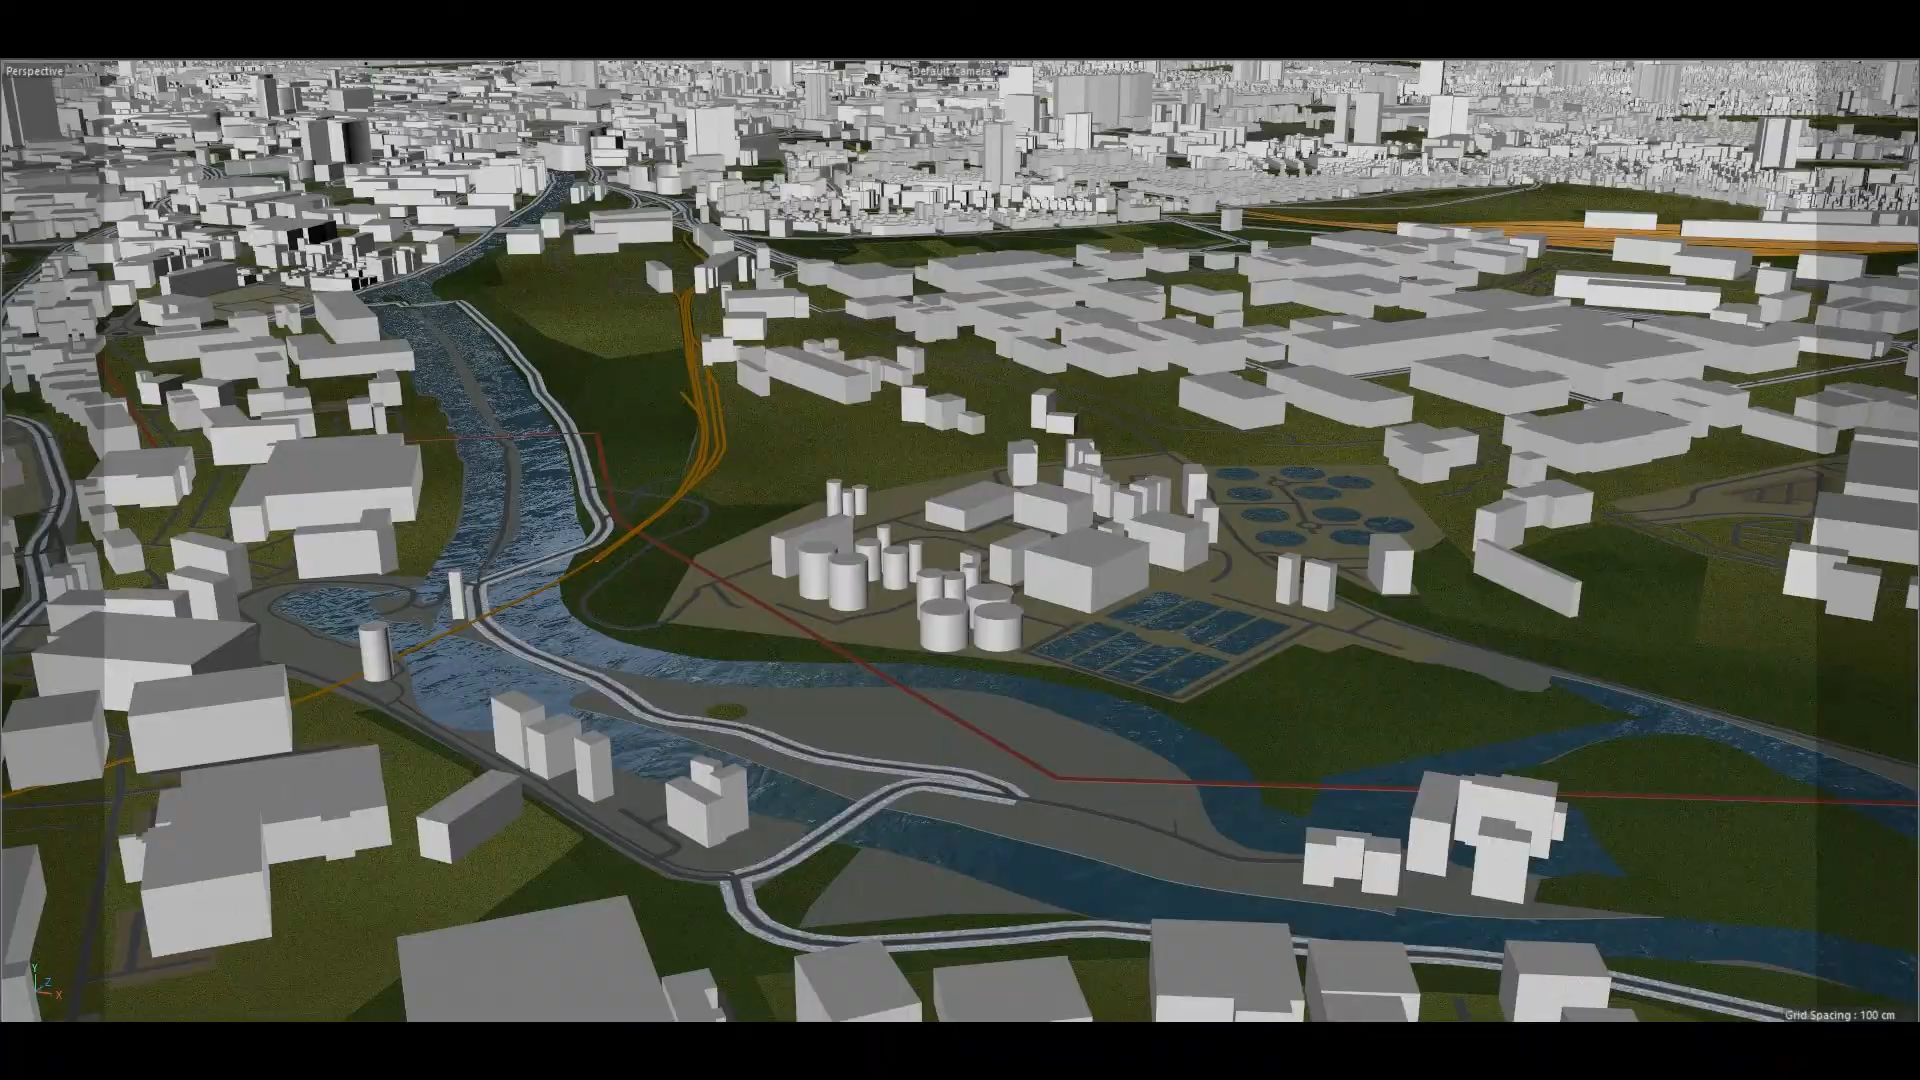 Perspective
Default Camera
Y
Z
X
Grid Spacing : 100 cm